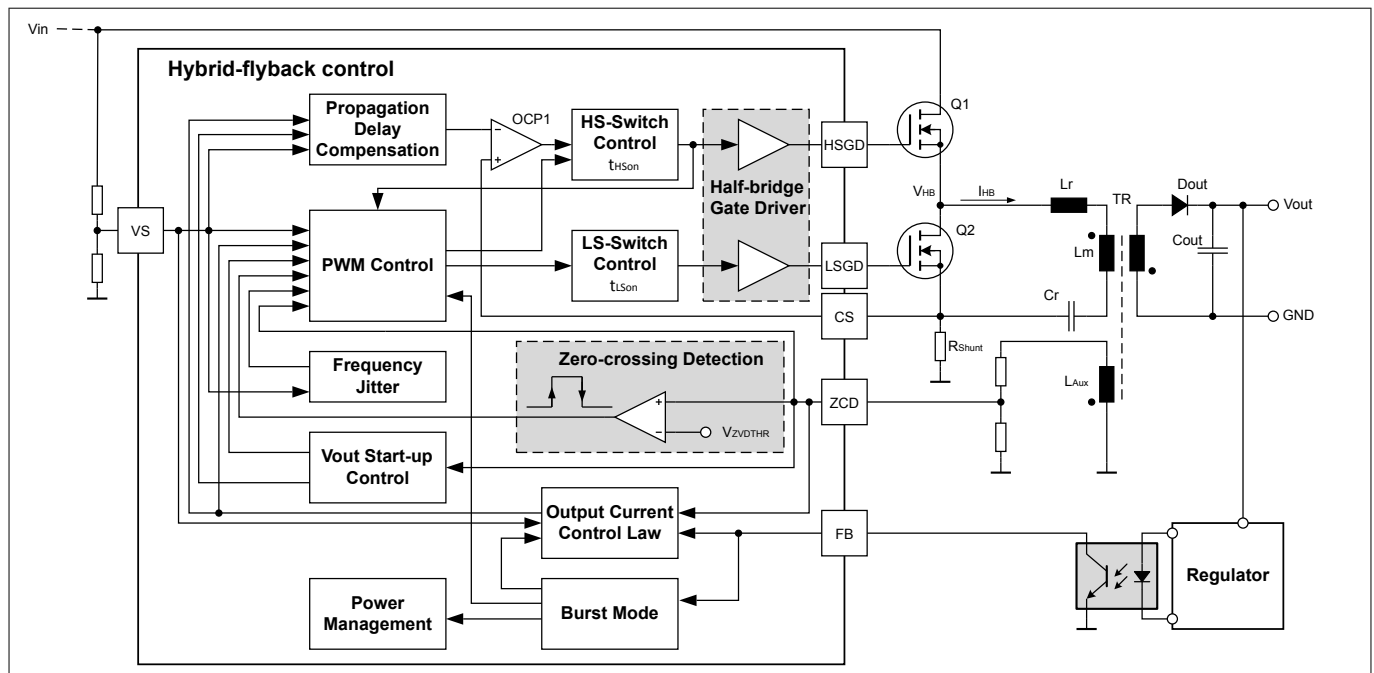 Vin
Hybrid-flyback control
Propagation
Delay
Compensation
OCP1
HS-Switch
Control
tHSon
Half-bridge
Gate Driver
HSGD
Q1
VHB
IHB
Lr
TR
Dout
Vout
VS
PWM Control
LS-Switch
Control
tLSon
LSGD
Q2
Lm
Cout
CS
Cr
GND
RShunt
Frequency
Jitter
Zero-crossing Detection
VZVDTHR
ZCD
LAux
Vout Start-up
Control
Output Current
Control Law
FB
Regulator
Power
Management
Burst Mode